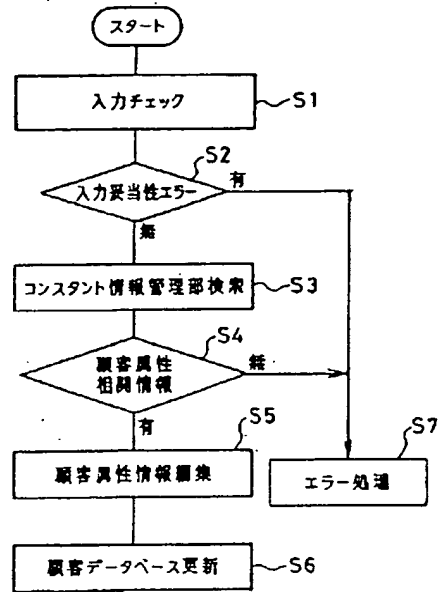 スタート
入力チェック
S1
S2
入力妥当性エラー
有
無
コンスタント情報管理部検索
S3
S4
顧客属性
相関情報
無
有
S5
顧客属性情報編集
S7
エラー処理
顧客データベース更新
S6